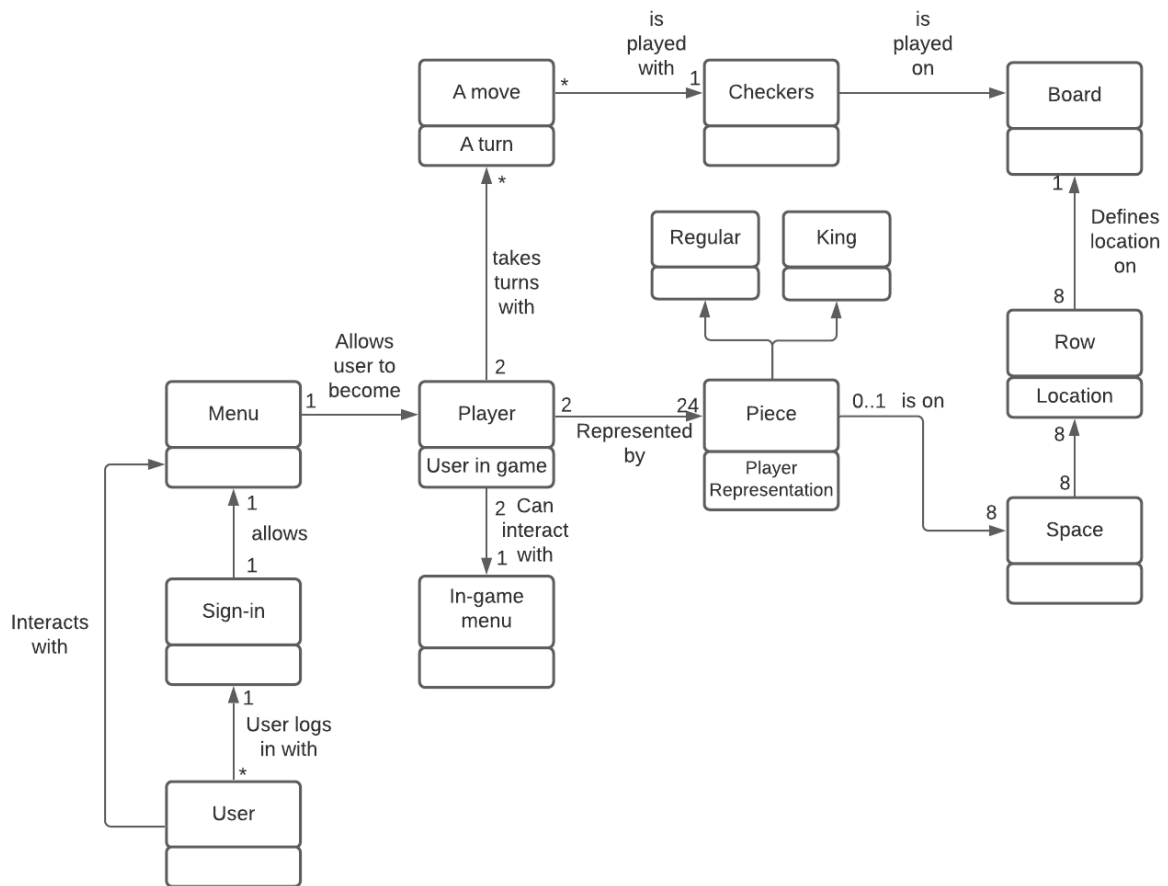 is
played
with
is
played
on
A move
*
1
Checkers
Board
A turn
*
1
Regular
King
Defines
location
on
takes
turns
with
8
Row
Allows
user to
become
2
Menu
1
Player
2
24
Piece
0..1
is on
Location
Represented
by
8
User in game
Player
Representation
8
1
2
Can
interact
with
8
Space
allows
1
1
In-game
menu
Sign-in
Interacts
with
1
User logs
in with
*
User